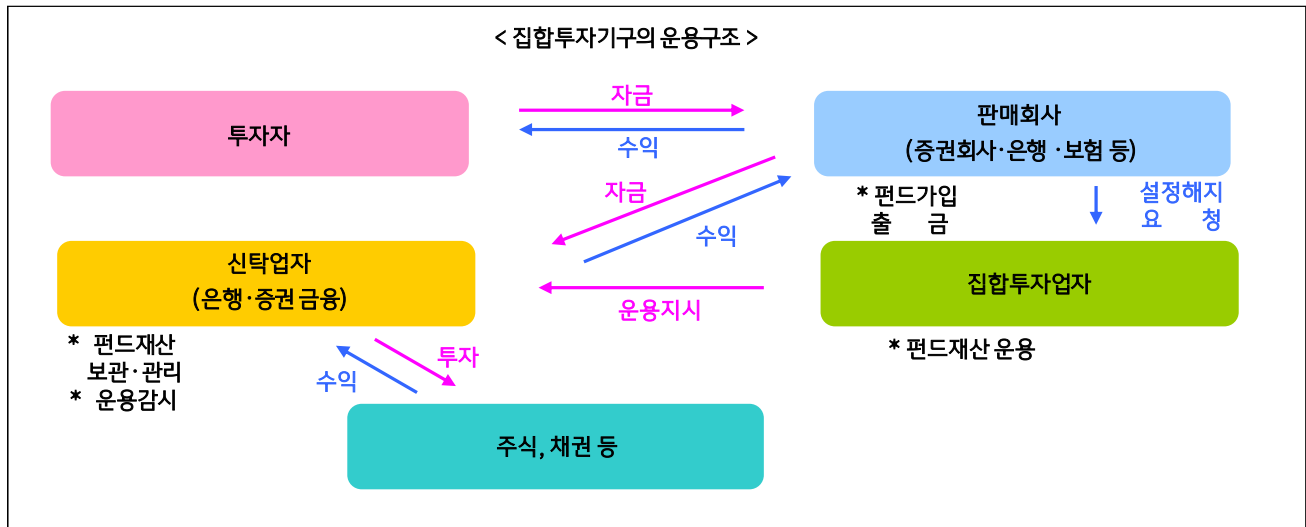 < 집합투자기구의 운용구조 >
자금
투자자
수익
판매회사
(증권회사·은행 ·보험 등)
자금
수익
* 펀드가입
출 금
설정해지
요 청
신탁업자
(은행·증권 금융)
운용지시
집합투자업자
* 펀드재산
보관·관리
* 운용감시
* 펀드재산 운용
투자
수익
주식, 채권 등